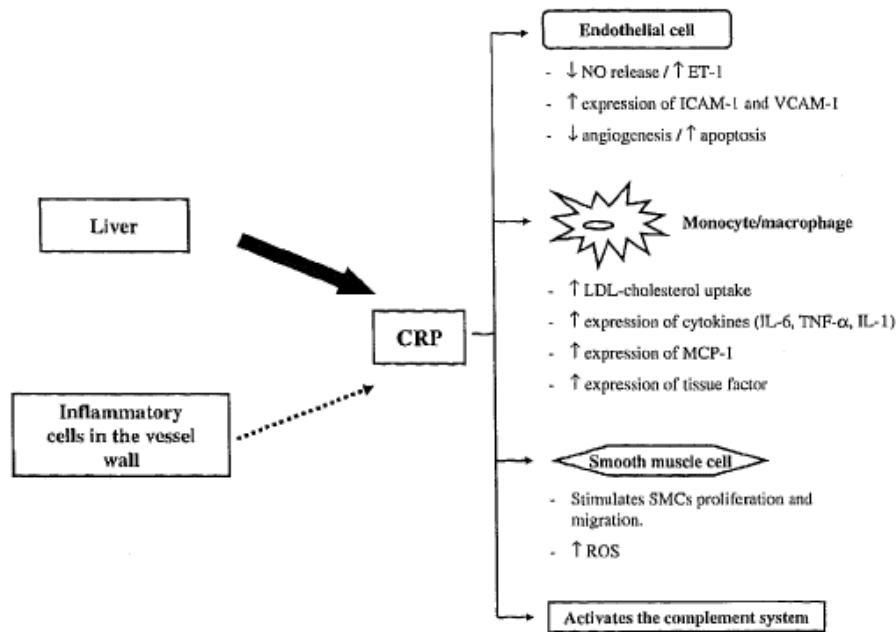 Endothelial cell
- ↓ NO release / ↑ ET-1
- ↑ expression of ICAM-1 and VCAM-1
- ↓ angiogenesis / ↑ apoptosis
Liver
Monocyte/macrophage
- ↑ LDL-cholesterol uptake
- ↑ expression of cytokines (IL-6, TNF-α, IL-1)
- ↑ expression of MCP-1
- ↑ expression of tissue factor
CRP
Inflammatory
cells in the vessel
wall
Smooth muscle cell
- Stimulates SMCs proliferation and
migration.
- ↑ ROS
Activates the complement system